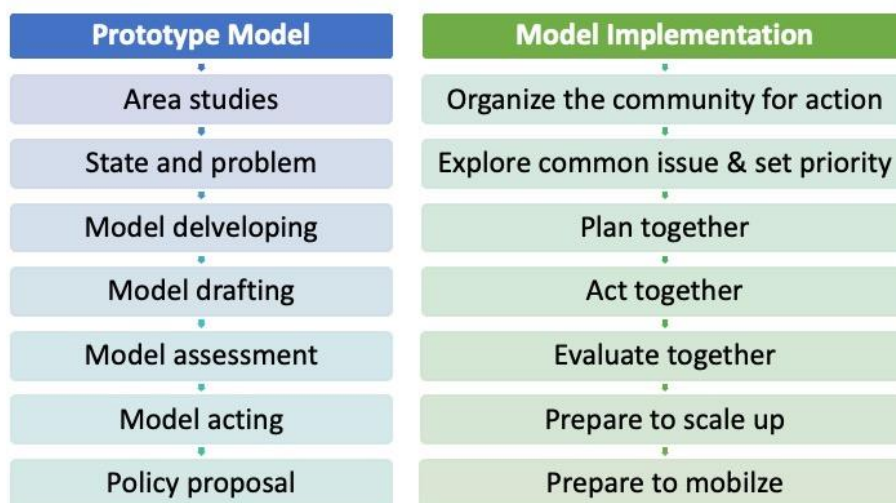 Prototype Model
Area studies
State and problem
Model delveloping
Model drafting
Model assessment
Model acting
Policy proposal
Model Implementation
Organize the community for action
Explore common issue & set priority
Plan together
Act together
Evaluate together
Prepare to scale up
Prepare to mobilze